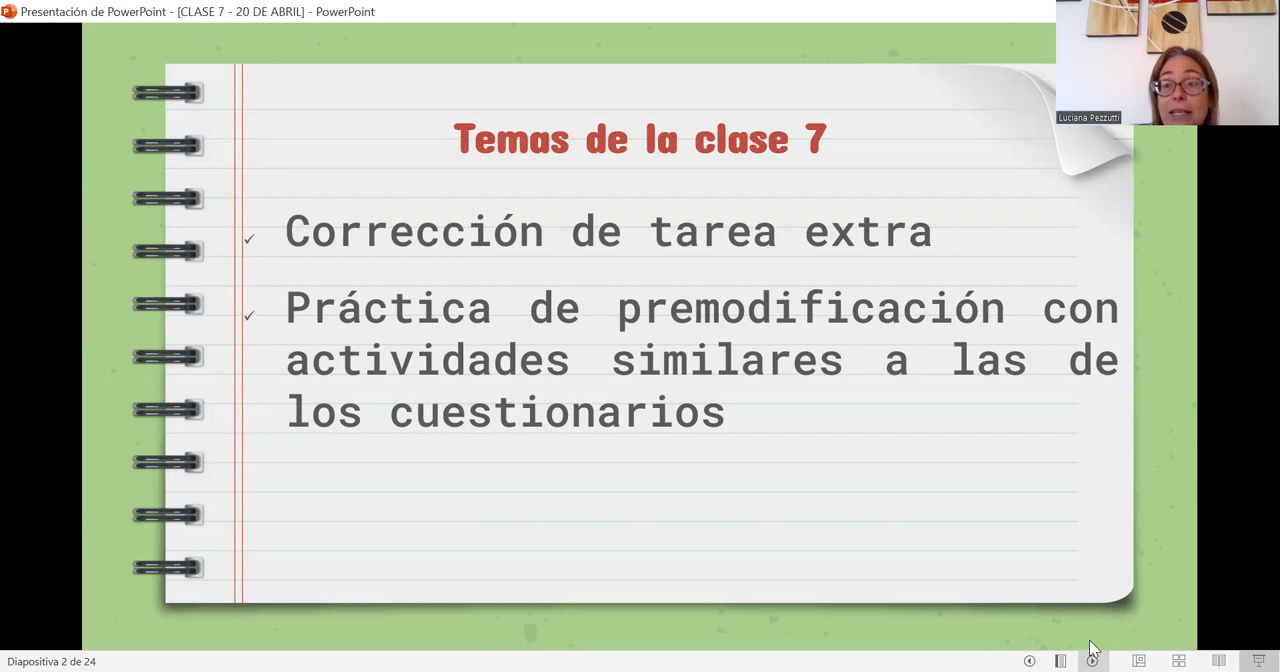 Presentación de PowerPoint - [CLASE 7 - 20 DE ABRIL] - PowerPoint
Luciana Pezzutti
Temas de la clase 7
✓ Corrección de tarea extra
✓ Práctica de premodificación con
actividades similares a las de
los cuestionarios
Diapositiva 2 de 24